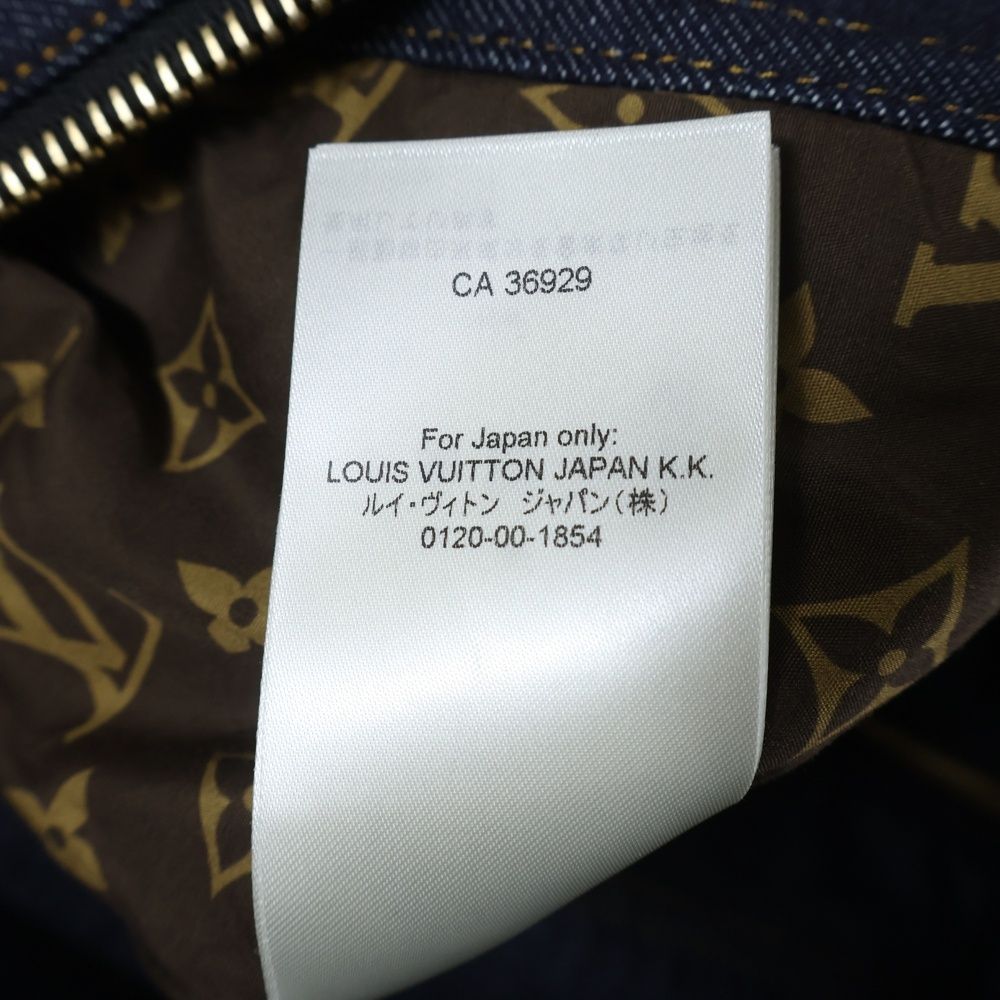 CA 36929
For Japan only:
LOUIS VUITTON JAPAN K.K.
ルイ・ヴィトン ジャパン(株)
0120-00-1854